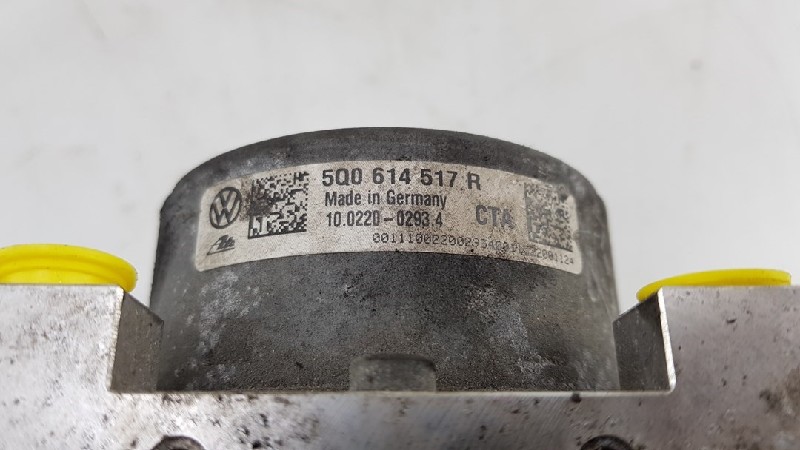 5Q0 614 517 R
Made in Germany
10.0220-0293.4 CTA